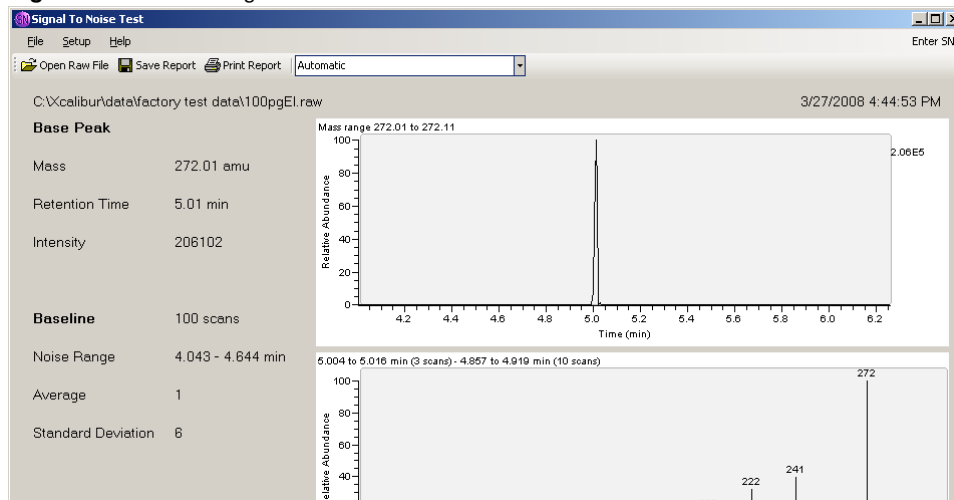 Signal To Noise Test
File Setup Help Enter SN
Open Raw File Save Report Print Report Automatic
C:\Xcalibur\data\factory test data\100pgEI.raw 3/27/2008 4:44:53 PM
Base Peak
Mass 272.01 amu
Retention Time 5.01 min
Intensity 206102
Baseline 100 scans
Noise Range 4.043 - 4.644 min
Average 1
Standard Deviation 6
Mass range 272.01 to 272.11
2.06E5
100
80
60
40
20
0
Relative Abundance
4.2 4.4 4.6 4.8 5.0 5.2 5.4 5.6 5.8 6.0 6.2
Time (min)
5.004 to 5.016 min (3 scans) - 4.857 to 4.919 min (10 scans)
272
100
80
60
40
Abundance
241
222